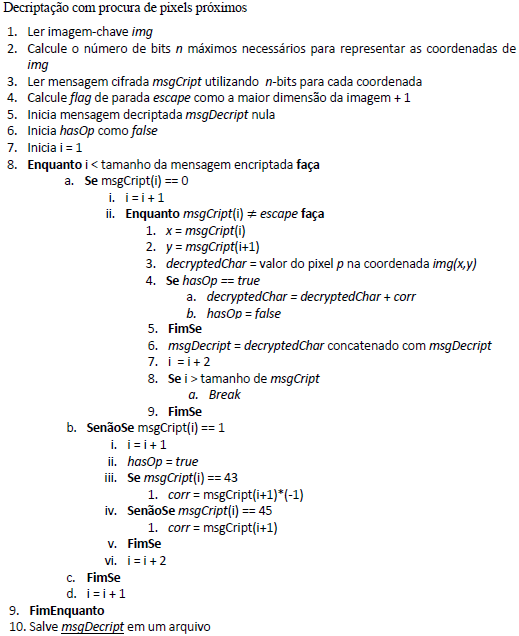 Decriptação com procura de pixels próximos
1. Ler imagem-chave img
2. Calcule o número de bits n máximos necessários para representar as coordenadas de
img
3. Ler mensagem cifrada msgCript utilizando n-bits para cada coordenada
4. Calcule flag de parada escape como a maior dimensão da imagem + 1
5. Inicia mensagem decriptada msgDecript nula
6. Inicia hasOp como false
7. Inicia i = 1
8. Enquanto i < tamanho da mensagem encriptada faça
a. Se msgCript(i) == 0
i. i = i + 1
ii. Enquanto msgCript(i) ≠ escape faça
1. x = msgCript(i)
2. y = msgCript(i+1)
3. decryptedChar = valor do pixel p na coordenada img(x,y)
4. Se hasOp == true
a. decryptedChar = decryptedChar + corr
b. hasOp = false
5. FimSe
6. msgDecript = decryptedChar concatenado com msgDecript
7. i = i + 2
8. Se i > tamanho de msgCript
a. Break
9. FimSe
b. SenãoSe msgCript(i) == 1
i. i = i + 1
ii. hasOp = true
iii. Se msgCript(i) == 43
1. corr = msgCript(i+1)*(-1)
iv. SenãoSe msgCript(i) == 45
1. corr = msgCript(i+1)
v. FimSe
vi. i = i + 2
c. FimSe
d. i = i + 1
9. FimEnquanto
10. Salve msgDecript em um arquivo